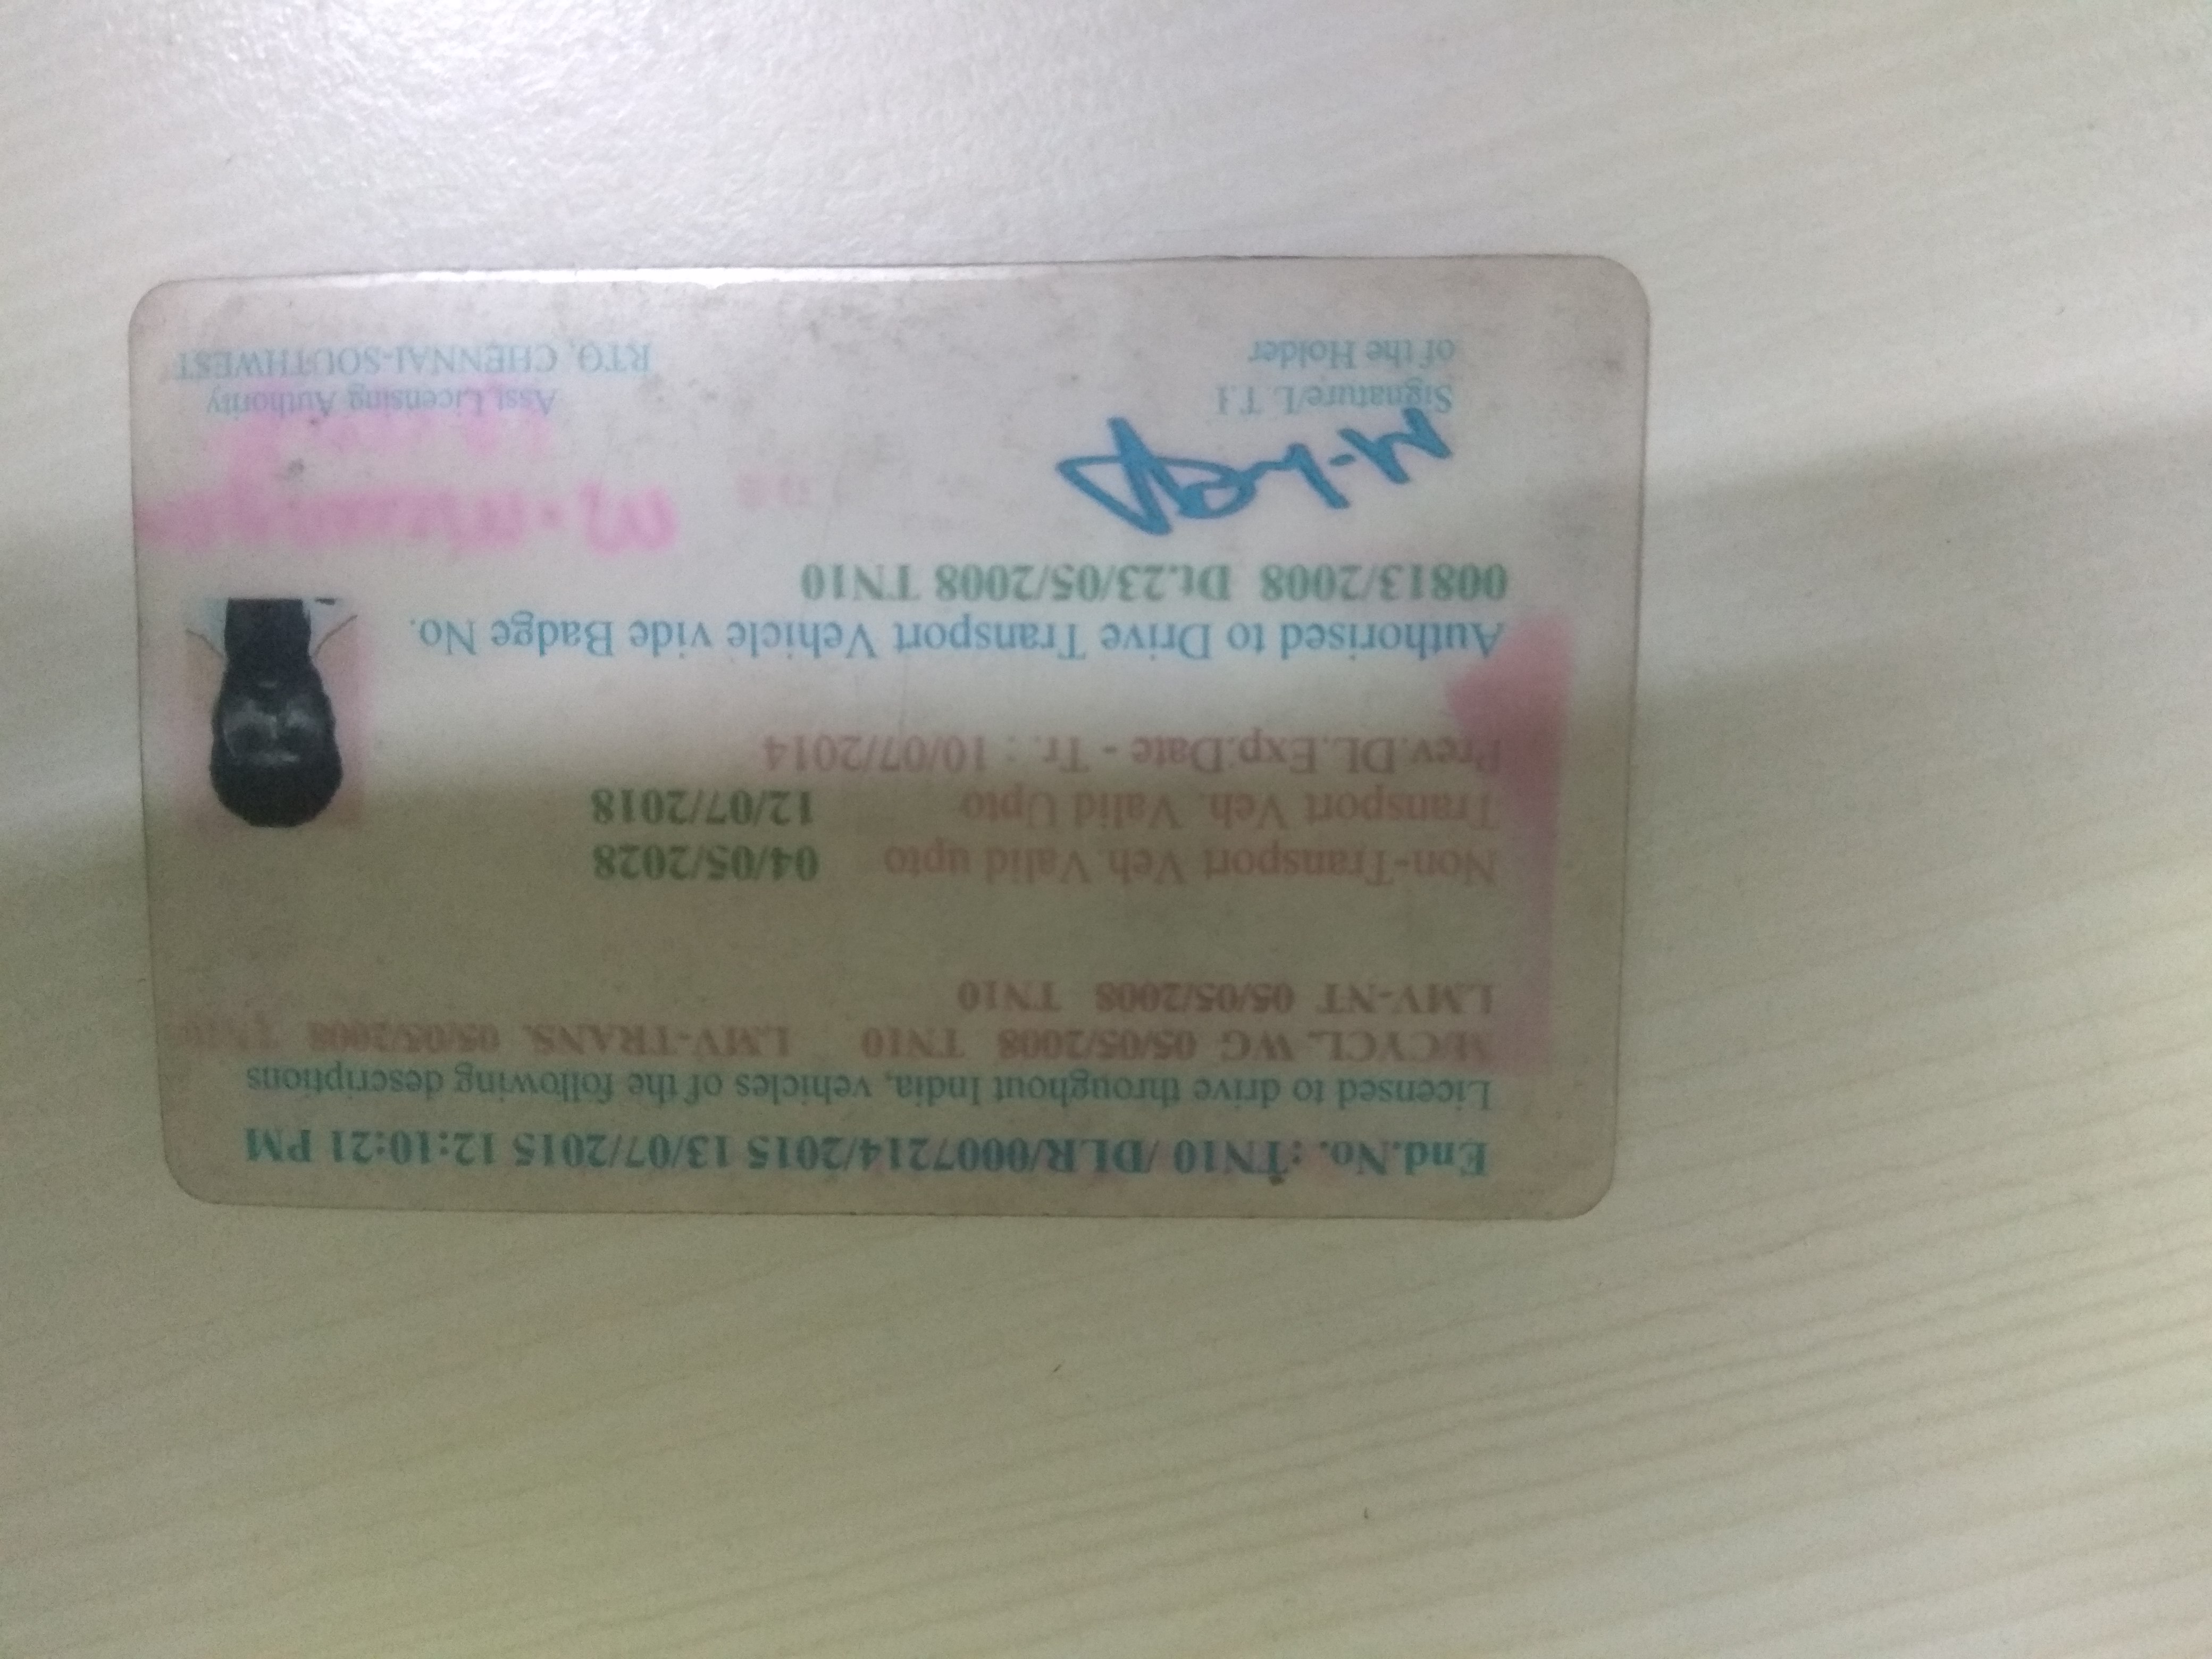 End.No. :TN10 /DLR/0007214/2015 13/07/2015 12:10:21 PM
Licensed to drive throughout India, vehicles of the following descriptions
M.CYCL. WG 05/05/2008 TN10 LMV-TRANS. 05/05/2008 TN10
LMV-NT 05/05/2008 TN10
Non-Transport Veh Valid upto 04/05/2028
Transport Veh. Valid Upto 12/07/2018
Prev.DL.Exp.Date - Tr. : 10/07/2014
Authorised to Drive Transport Vehicle vide Badge No.
00813/2008 Dt.23/05/2008 TN10
Signature/L.T.I
of the Holder
Asst.Licensing Authority
RTO, CHENNAI-SOUTHWEST